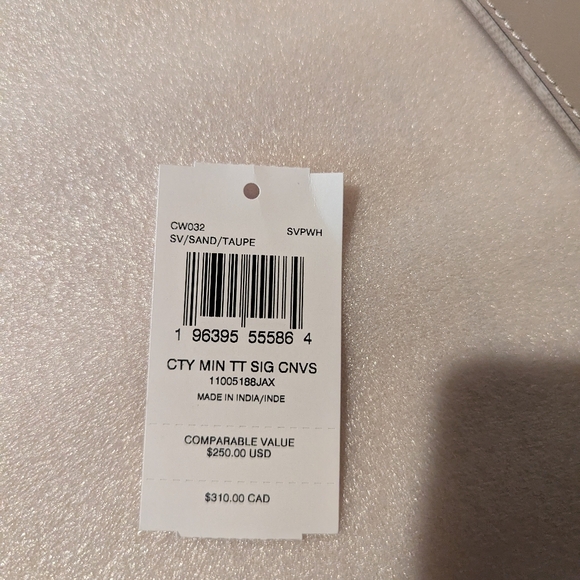 CW032 SVPWH
SV/SAND/TAUPE
1 96395 55586 4
CTY MIN TT SIG CNVS
11005188JAX
MADE IN INDIA/INDE
COMPARABLE VALUE
$250.00 USD
$310.00 CAD